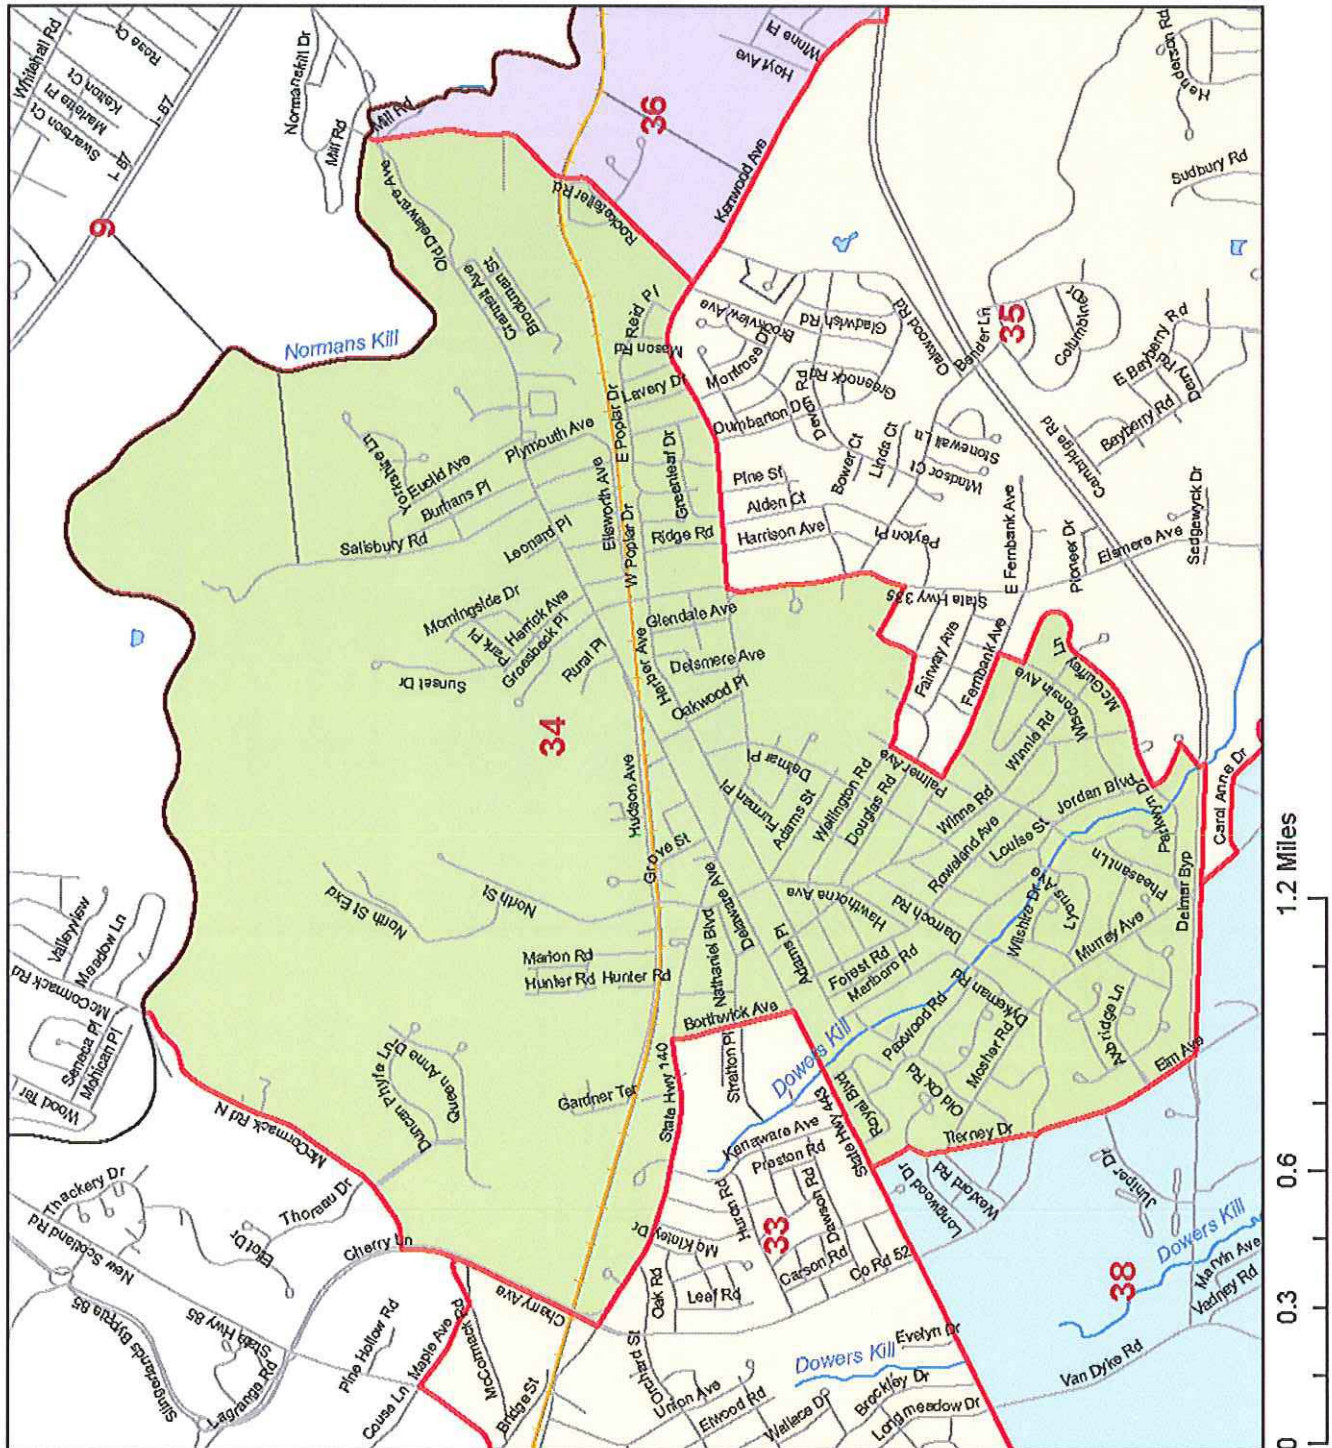 Whitehall Rd
Rose Ct
Kelton Ct
Marietta Pl
Swartson Ct
I-87
I-87
9
Normanskill Dr
Mill Rd
Mill Rd
Winne Pl
Hoyt Ave
36
Kenwood Ave
Henderson Rd
Sudbury Rd
Old Delaware Ave
Rockefeller Rd
Grannell Ave
Brockman St
Normans Kill
Reid Pl
Mason
Lavery Dr
E Poplar Dr
Greenleaf Dr
Brookview Ave
Gladwish Rd
Montrose Dr
Oakwood Rd
Bender Ln
35
Columbine Dr
Devon Rd
Greenock Rd
Dumbarton Dr
E Bayberry Rd
Derry Rd
Bayberry Rd
Cambridge Rd
Yorkshire Ln
Euclid Ave
Plymouth Ave
Burhans Pl
Salisbury Rd
Leonard Pl
Ellsworth Ave
W Poplar Dr
Ridge Rd
Pine St
Alden Ct
Harrison Ave
Bower Ct
Linda Ct
Windsor Ct
Stonewall Ln
Peyton Pl
E Fernbank Ave
Pioneer Dr
Elsmere Ave
Sedgewyck Dr
State Hwy 335
Morningside Dr
Park Pl
Herrick Ave
Groesbeck Pl
Rural Pl
Sunset Dr
Herber Ave
Glendale Ave
Delsmere Ave
Oakwood Pl
Fairway Ave
Fernbank Ave
34
McGuffey Ln
Wisconsin Ave
Winnie Rd
Hudson Ave
Grove St
Delmar Pl
Furman Pl
Adams St
Wellington Rd
Douglas Rd
Palmer Ave
Winne Rd
Roweland Ave
Louise St
Jordan Blvd
Parkwyn Dr
Carol Anne Dr
North St Exd
North St
Delaware Ave
Nathaniel Blvd
Adams Pl
Hawthorne Ave
Darroch Rd
Forest Rd
Marlboro Rd
Wilshire Dr
Lyons Ave
Pheasant Ln
Murray Ave
Delmar Byp
Valleyview
Meadow Ln
McCormack Rd
Seneca Pl
Mohican Pl
Wood Ter
Marion Rd
Hunter Rd
Hunter Rd
Borthwick Ave
Stratton Pl
Dowers Kill
Dykeman Rd
Paxwood Rd
Mosher Rd
Old Ox Rd
Royal Blvd
Axbridge Ln
Elm Ave
McCormack Rd N
Duncan Phyfe Ln
Queen Anne Dr
Gardner Ter
State Hwy 140
Kenaware Ave
Preston Rd
State Hwy 443
Tierney Dr
Thackery Dr
New Scotland Rd
Eliot Dr
Thoreau Dr
Cherry Ln
Mc Kinley Dr
Huron Rd
33
Dawson Rd
Carson Rd
Co Rd 52
Longwood Dr
Wexford Rd
Juniper Dr
Dowers Kill
38
Marvin Ave
Vadney Rd
Slingerlands Byp
Rte 85
State Hwy 85
Lagrange Rd
Pine Hollow Rd
Maple Ave
Couse Ln
McCormack Rd
Cherry Ave
Bridge St
Oak Rd
Leaf Rd
Orchard St
Union Ave
Elwood Rd
Wallace Dr
Brockley Dr
Longmeadow Dr
Evelyn Dr
Dowers Kill
Van Dyke Rd
0 0.3 0.6 1.2 Miles